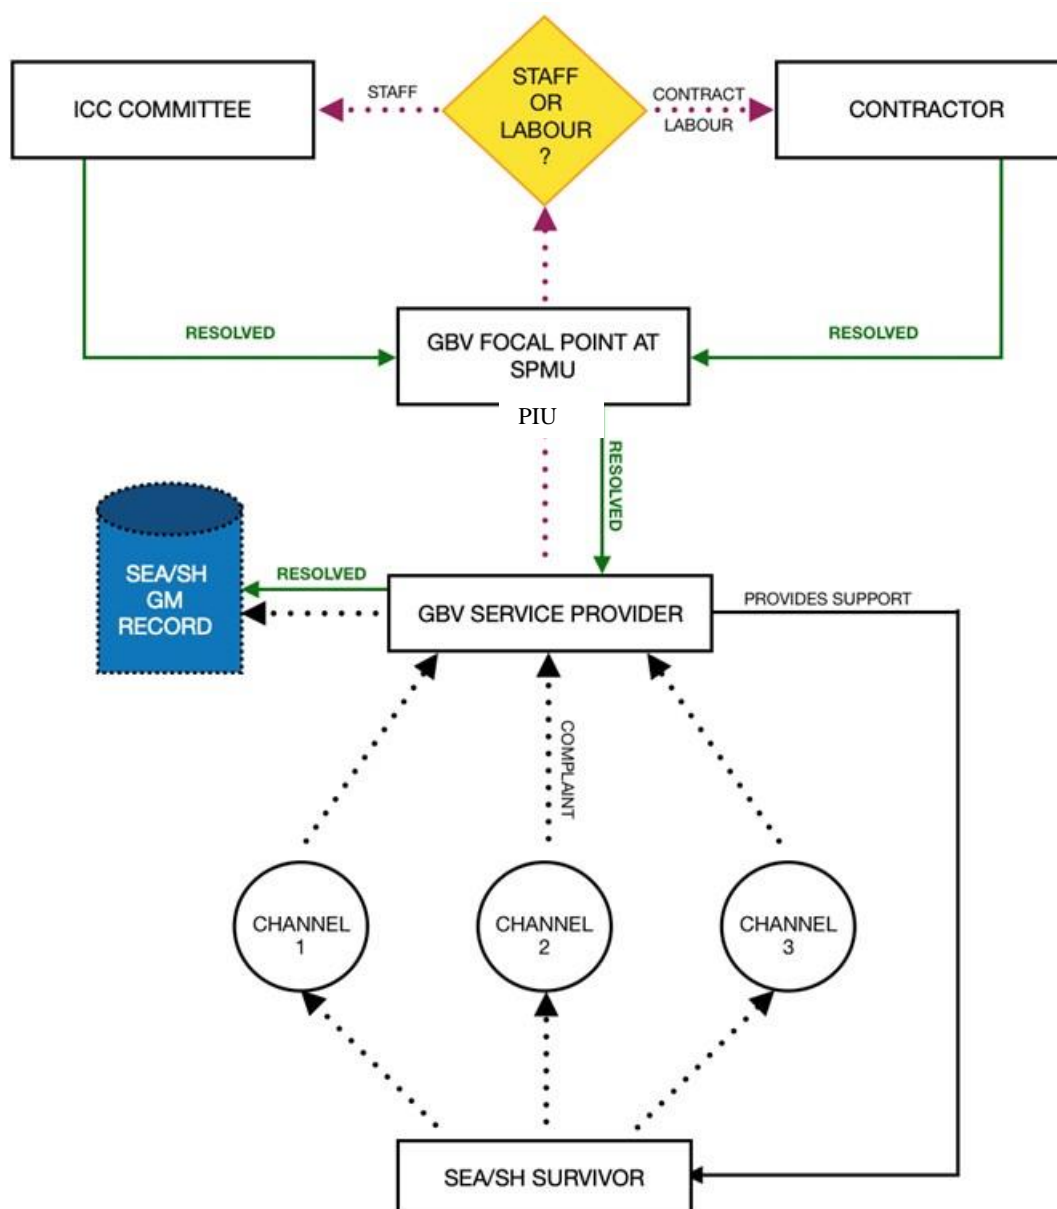 STAFF
OR
LABOUR
?
ICC COMMITTEE
STAFF
CONTRACT
LABOUR
CONTRACTOR
RESOLVED
GBV FOCAL POINT AT
SPMU
RESOLVED
PIU
RESOLVED
SEA/SH
GM
RECORD
RESOLVED
GBV SERVICE PROVIDER
PROVIDES SUPPORT
COMPLAINT
CHANNEL
1
CHANNEL
2
CHANNEL
3
SEA/SH SURVIVOR